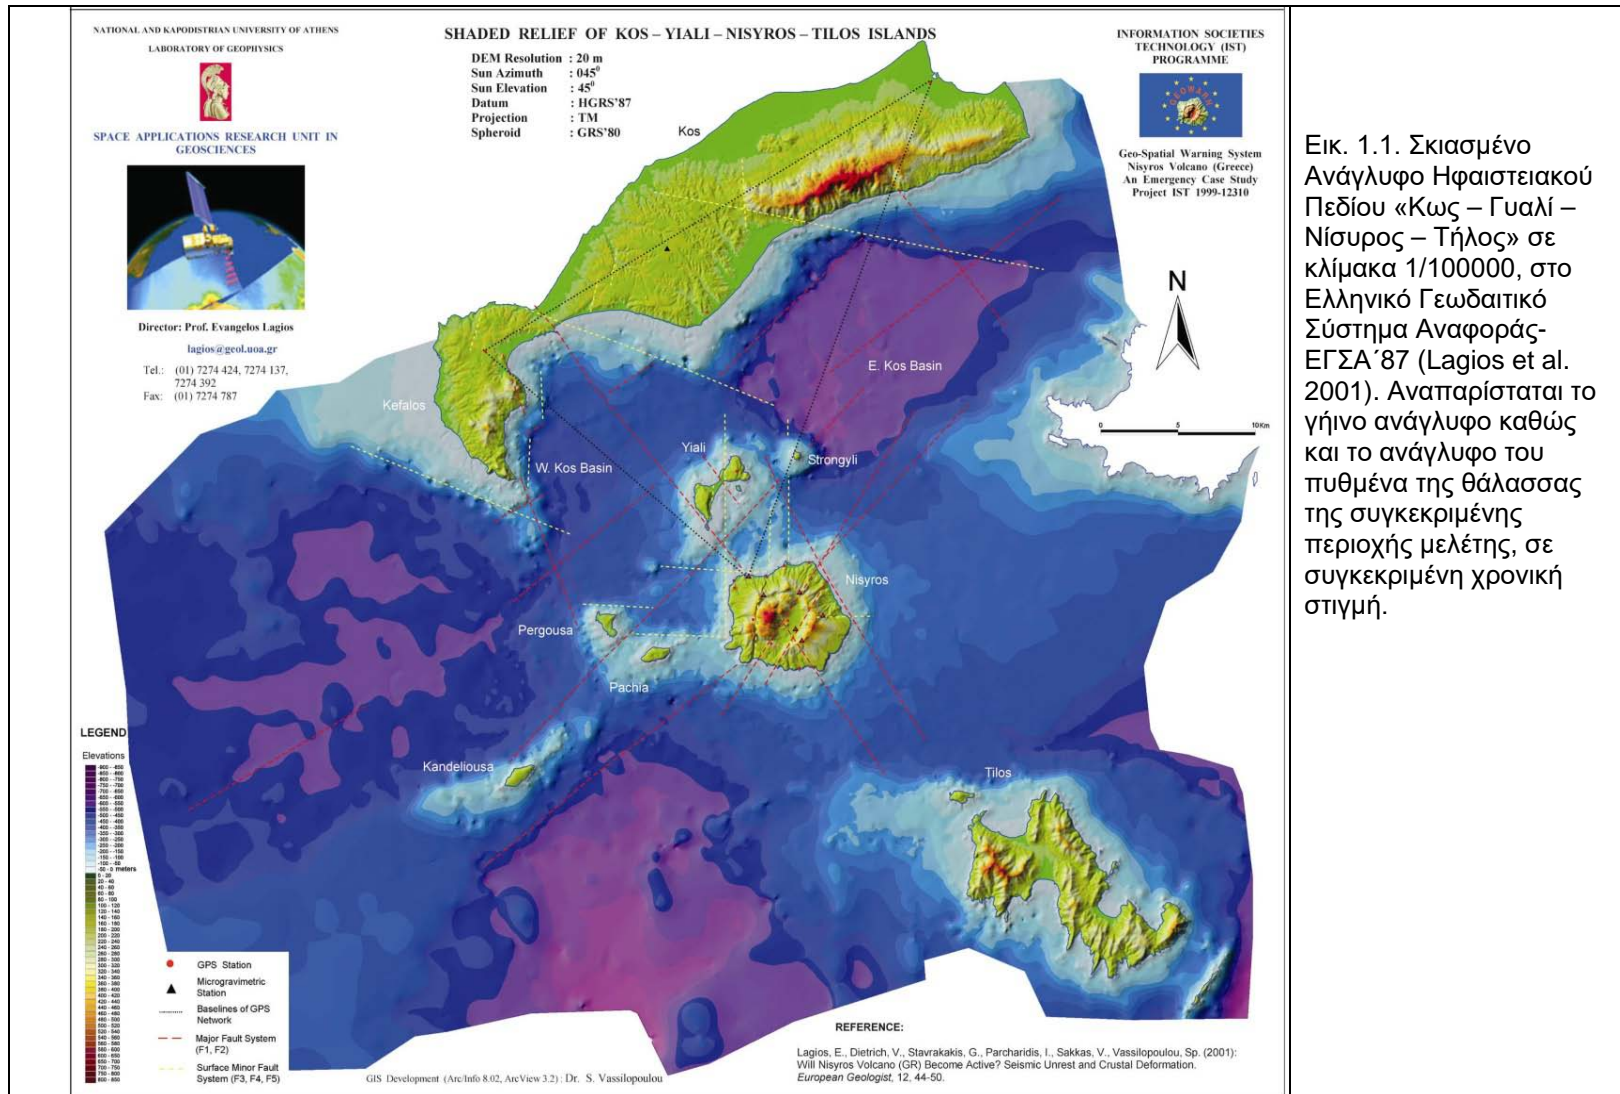 NATIONAL AND KAPODISTRIAN UNIVERSITY OF ATHENS
LABORATORY OF GEOPHYSICS
SPACE APPLICATIONS RESEARCH UNIT IN
GEOSCIENCES
Director: Prof. Evangelos Lagios
lagios@geol.uoa.gr
Tel.: (01) 7274 424, 7274 137,
7274 392
Fax: (01) 7274 787
SHADED RELIEF OF KOS – YIALI – NISYROS – TILOS ISLANDS
DEM Resolution : 20 m
Sun Azimuth : 045⁰
Sun Elevation : 45⁰
Datum : HGRS'87
Projection : TM
Spheroid : GRS'80
INFORMATION SOCIETIES
TECHNOLOGY (IST)
PROGRAMME
GEOWARN
Geo-Spatial Warning System
Nisyros Volcano (Greece)
An Emergency Case Study
Project IST 1999-12310
N
0 5 10Km
Kos
E. Kos Basin
Kefalos
Yiali
Strongyli
W. Kos Basin
Nisyros
Pergousa
Pachia
Kandeliousa
Tilos
LEGEND
Elevations
-50 - 0 meters
GPS Station
Microgravimetric
Station
Baselines of GPS
Network
Major Fault System
(F1, F2)
Surface Minor Fault
System (F3, F4, F5)
GIS Development (Arc/Info 8.02, ArcView 3.2) : Dr. S. Vassilopoulou
REFERENCE:
Lagios, E., Dietrich, V., Stavrakakis, G., Parcharidis, I., Sakkas, V., Vassilopoulou, Sp. (2001):
Will Nisyros Volcano (GR) Become Active? Seismic Unrest and Crustal Deformation.
European Geologist, 12, 44-50.
Εικ. 1.1. Σκιασμένο
Ανάγλυφο Ηφαιστειακού
Πεδίου «Κως – Γυαλί –
Νίσυρος – Τήλος» σε
κλίμακα 1/100000, στο
Ελληνικό Γεωδαιτικό
Σύστημα Αναφοράς-
ΕΓΣΑ΄87 (Lagios et al.
2001). Αναπαρίσταται το
γήινο ανάγλυφο καθώς
και το ανάγλυφο του
πυθμένα της θάλασσας
της συγκεκριμένης
περιοχής μελέτης, σε
συγκεκριμένη χρονική
στιγμή.